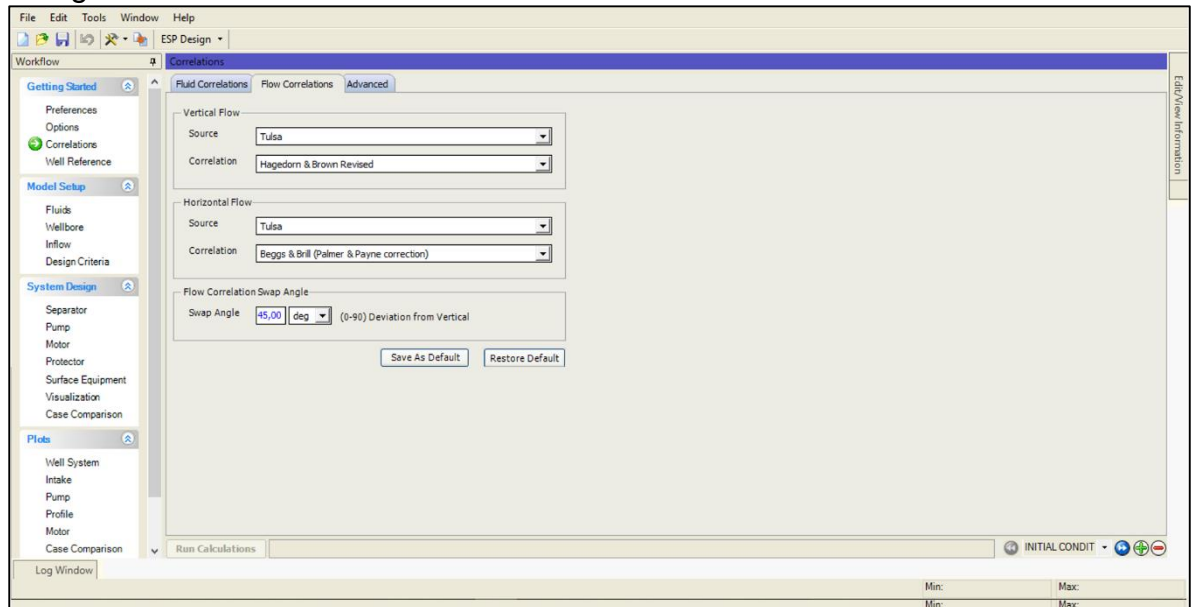 File Edit Tools Window Help
ESP Design
Workflow
Correlations
Getting Started
Preferences
Options
Correlations
Well Reference
Model Setup
Fluids
Wellbore
Inflow
Design Criteria
System Design
Separator
Pump
Motor
Protector
Surface Equipment
Visualization
Case Comparison
Plots
Well System
Intake
Pump
Profile
Motor
Case Comparison
Fluid Correlations Flow Correlations Advanced
Vertical Flow
Source Tulsa
Correlation Hagedorn & Brown Revised
Horizontal Flow
Source Tulsa
Correlation Beggs & Brill (Palmer & Payne correction)
Flow Correlation Swap Angle
Swap Angle 45,00 deg (0-90) Deviation from Vertical
Save As Default Restore Default
Edit/View Information
Run Calculations
INITIAL CONDIT
Log Window
Min: Max:
Min: Max: